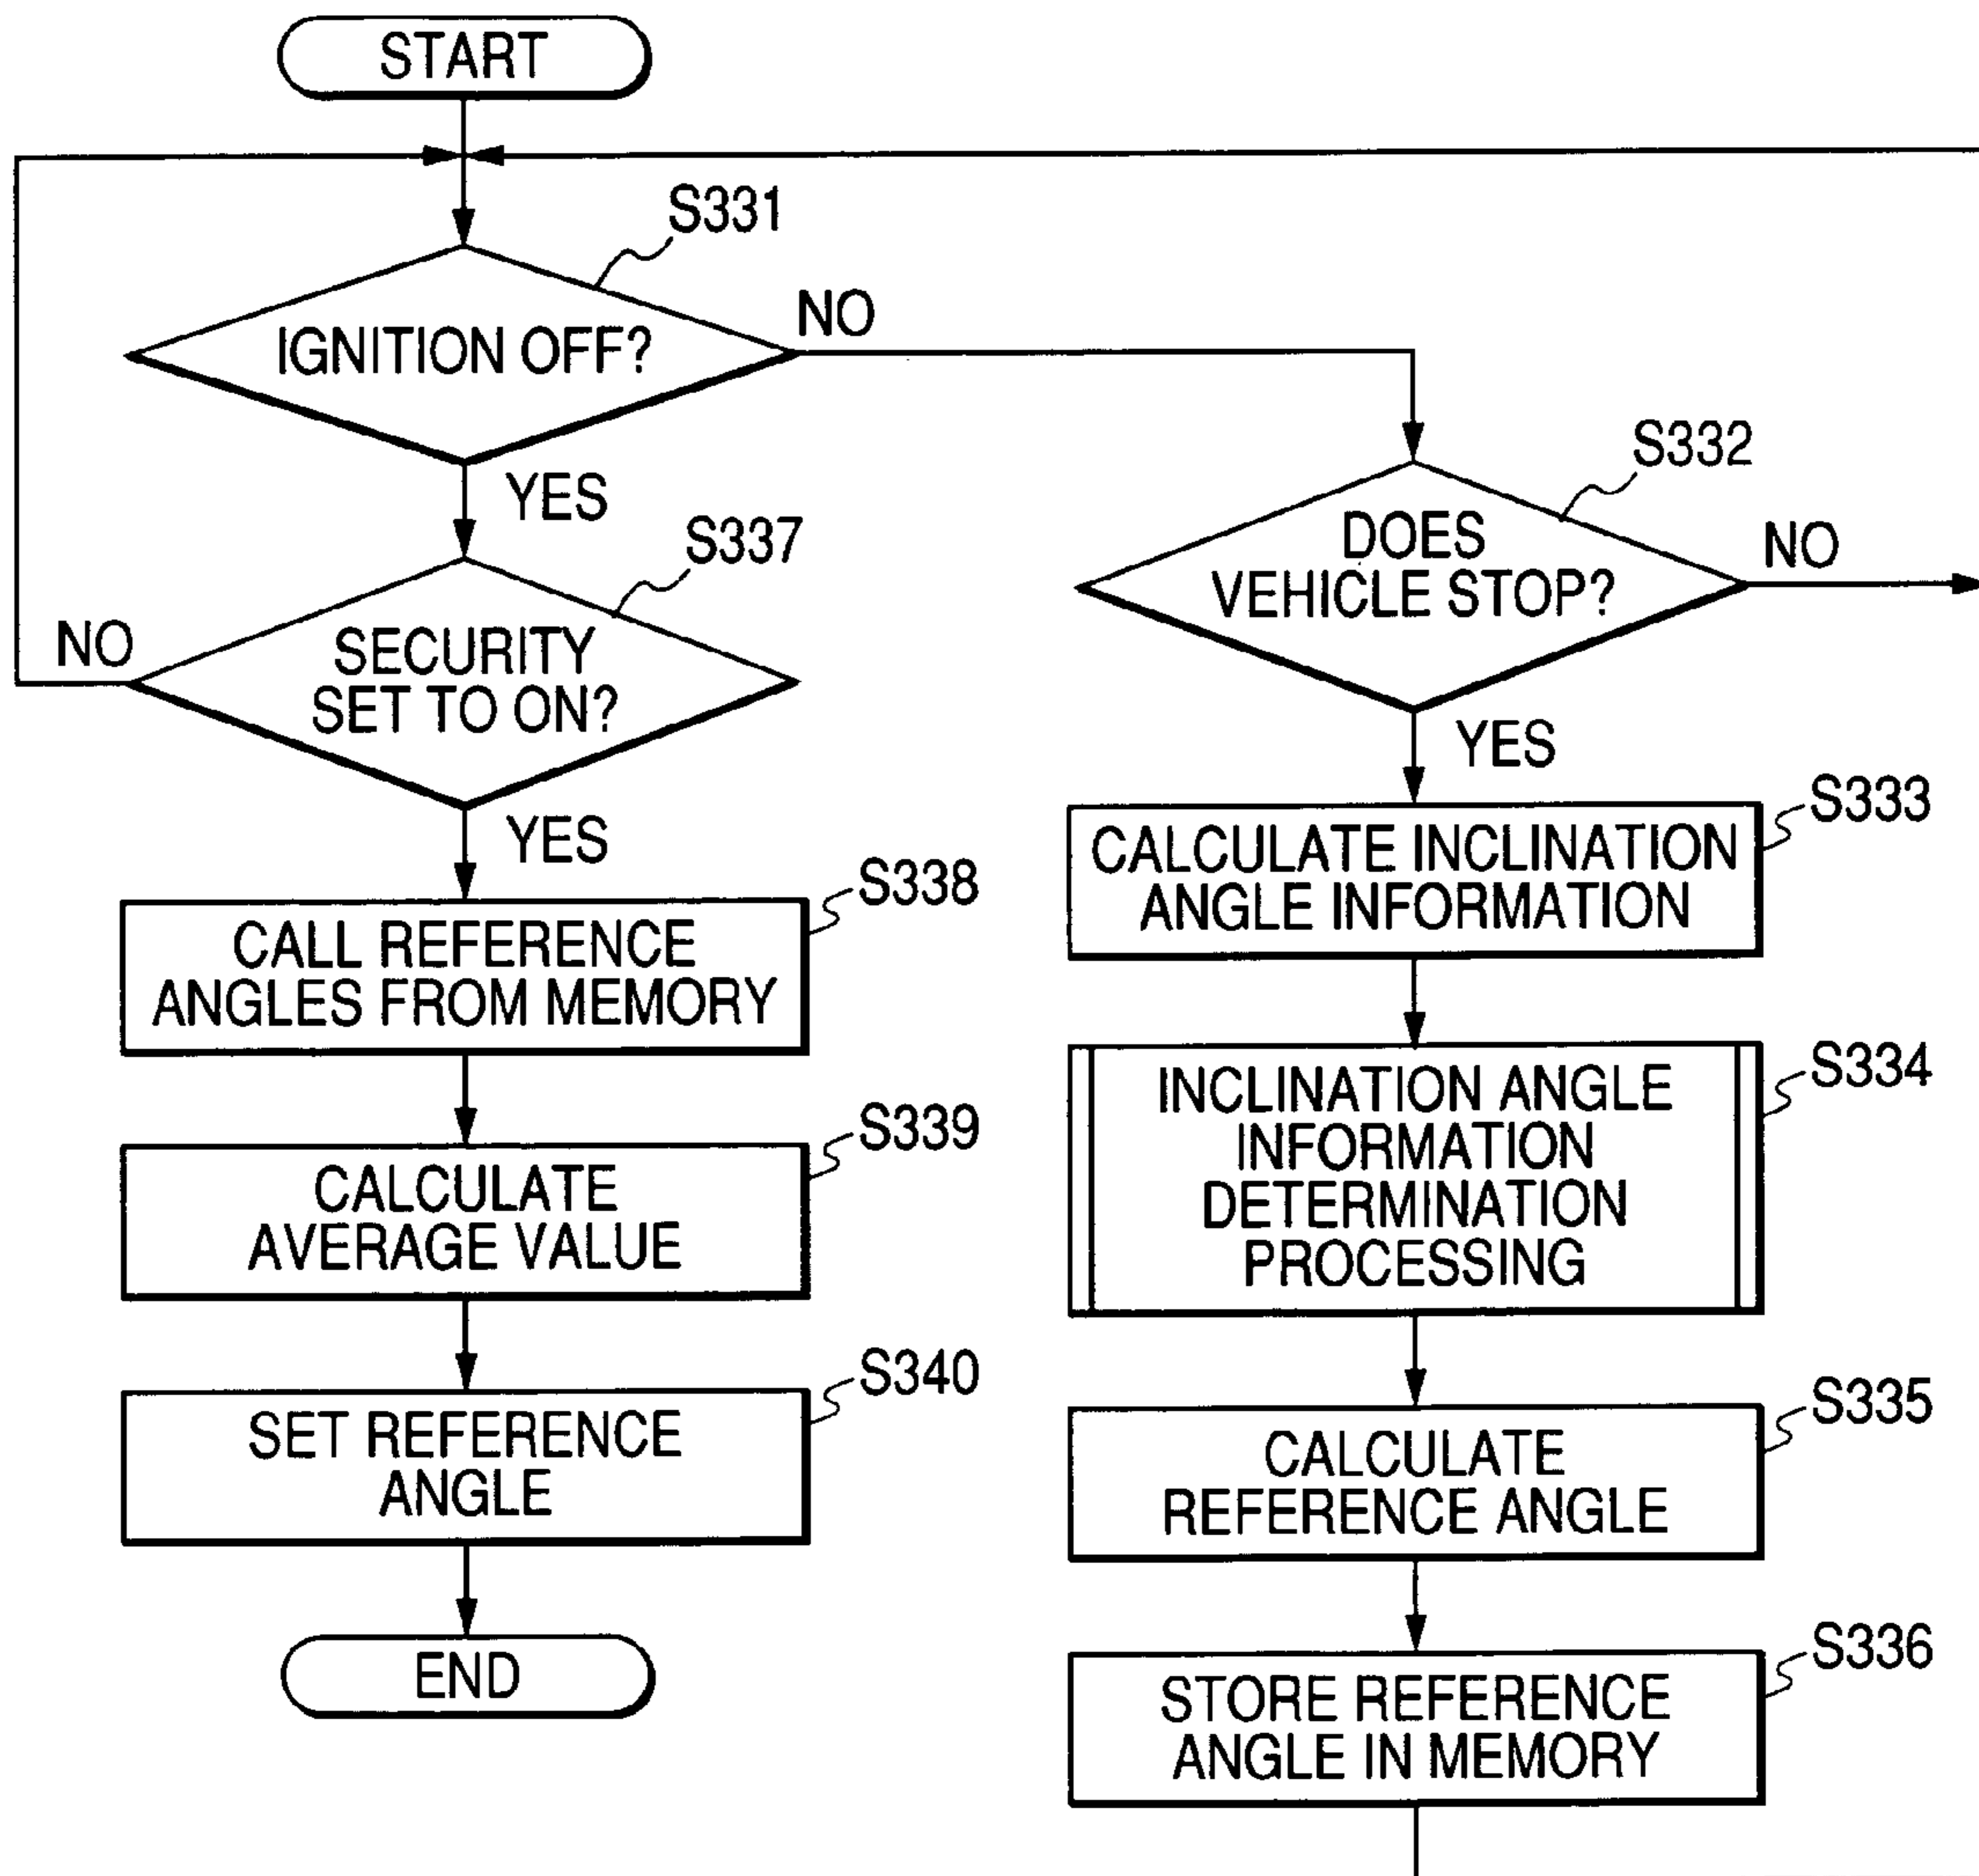 START
S331
IGNITION OFF?
NO
YES
S337
SECURITY
SET TO ON?
NO
YES
S338
CALL REFERENCE
ANGLES FROM MEMORY
S339
CALCULATE
AVERAGE VALUE
S340
SET REFERENCE
ANGLE
END
S332
DOES
VEHICLE STOP?
NO
YES
S333
CALCULATE INCLINATION
ANGLE INFORMATION
S334
INCLINATION ANGLE
INFORMATION
DETERMINATION
PROCESSING
S335
CALCULATE
REFERENCE ANGLE
S336
STORE REFERENCE
ANGLE IN MEMORY